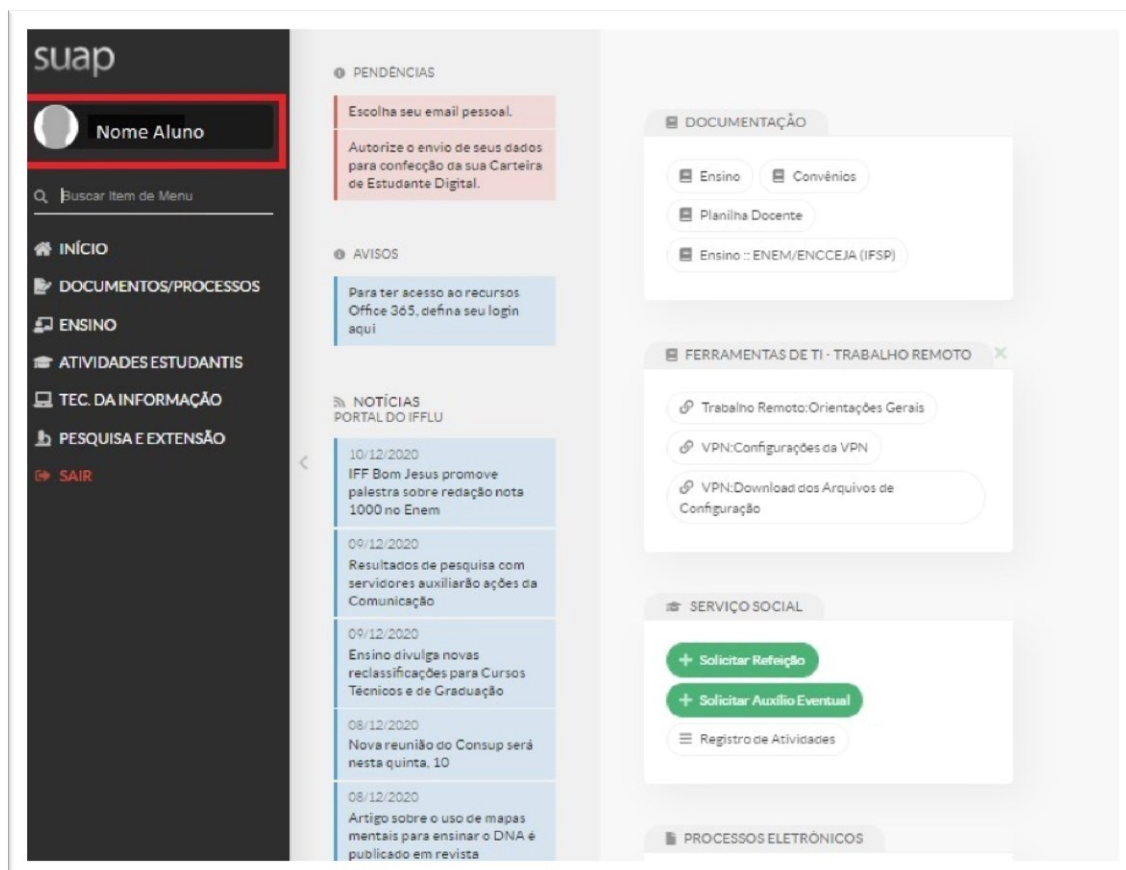 suap
Nome Aluno
Buscar Item de Menu
INÍCIO
DOCUMENTOS/PROCESSOS
ENSINO
ATIVIDADES ESTUDANTIS
TEC. DA INFORMAÇÃO
PESQUISA E EXTENSÃO
SAIR
PENDÊNCIAS
Escolha seu email pessoal.
Autorize o envio de seus dados
para confecção da sua Carteira
de Estudante Digital.
AVISOS
Para ter acesso ao recursos
Office 365, defina seu login
aqui
NOTÍCIAS
PORTAL DO IFFLU
10/12/2020
IFF Bom Jesus promove
palestra sobre redação nota
1000 no Enem
09/12/2020
Resultados de pesquisa com
servidores auxiliarão ações da
Comunicação
09/12/2020
Ensino divulga novas
reclassificações para Cursos
Técnicos e de Graduação
08/12/2020
Nova reunião do Consup será
nesta quinta, 10
08/12/2020
Artigo sobre o uso de mapas
mentais para ensinar o DNA é
publicado em revista
DOCUMENTAÇÃO
Ensino
Convênios
Planilha Docente
Ensino :: ENEM/ENCCEJA (IFSP)
FERRAMENTAS DE TI - TRABALHO REMOTO
Trabalho Remoto:Orientações Gerais
VPN:Configurações da VPN
VPN:Download dos Arquivos de
Configuração
SERVIÇO SOCIAL
Solicitar Refeição
Solicitar Auxílio Eventual
Registro de Atividades
PROCESSOS ELETRÔNICOS